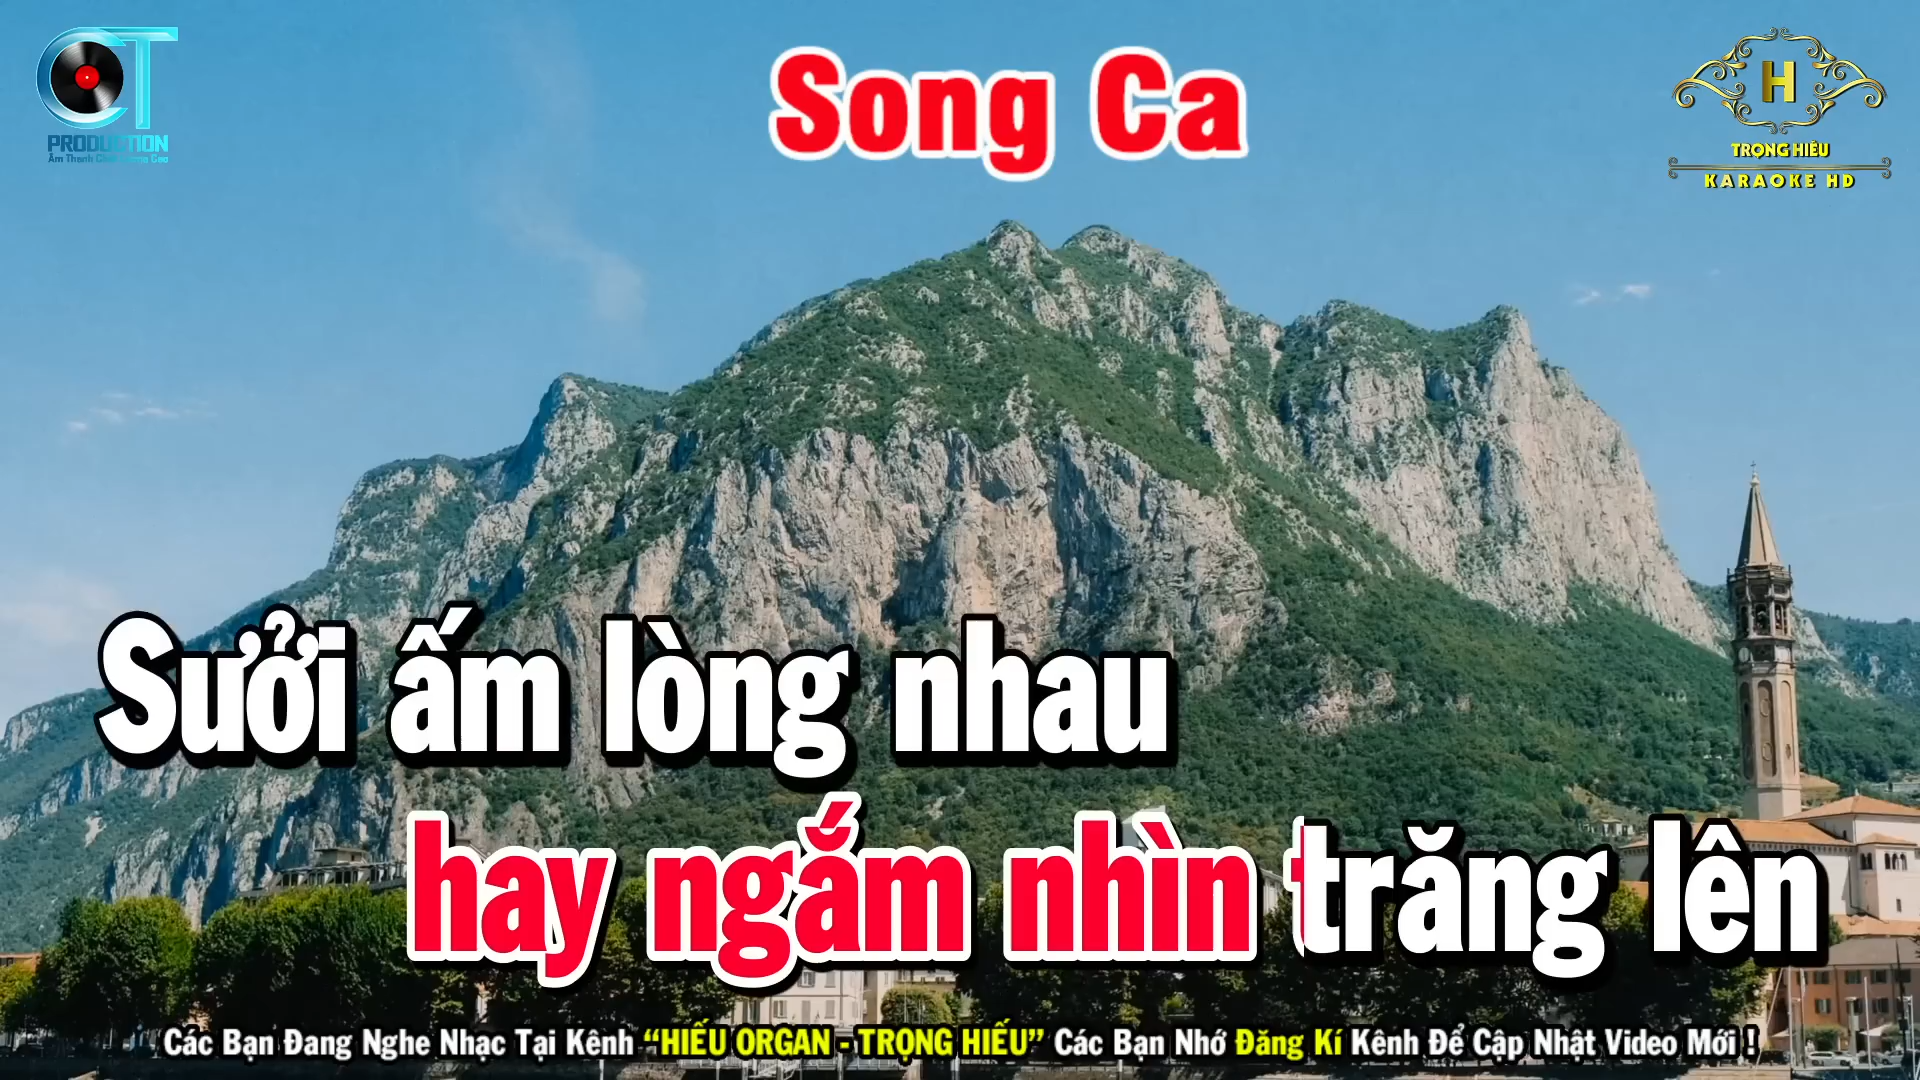 CT
PRODUCTION
Song Ca
H
TRỌNG HIẾU
KARAOKE HD
Sưởi ấm lòng nhau
hay ngắm nhìn trăng lên
Các Bạn Đang Nghe Nhạc Tại Kênh “HIẾU ORGAN - TRỌNG HIẾU” Các Bạn Nhớ Đăng Kí Kênh Để Cập Nhật Video Mới !